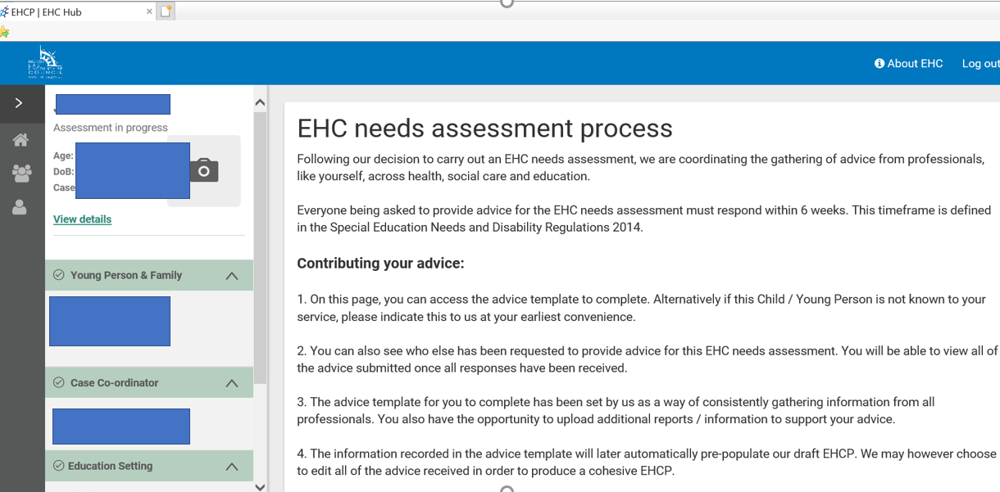 EHCP | EHC Hub
About EHC Log out
Assessment in progress
Age:
DoB:
Case
View details
Young Person & Family
Case Co-ordinator
Education Setting
EHC needs assessment process
Following our decision to carry out an EHC needs assessment, we are coordinating the gathering of advice from professionals,
like yourself, across health, social care and education.
Everyone being asked to provide advice for the EHC needs assessment must respond within 6 weeks. This timeframe is defined
in the Special Education Needs and Disability Regulations 2014.
Contributing your advice:
1. On this page, you can access the advice template to complete. Alternatively if this Child / Young Person is not known to your
service, please indicate this to us at your earliest convenience.
2. You can also see who else has been requested to provide advice for this EHC needs assessment. You will be able to view all of
the advice submitted once all responses have been received.
3. The advice template for you to complete has been set by us as a way of consistently gathering information from all
professionals. You also have the opportunity to upload additional reports / information to support your advice.
4. The information recorded in the advice template will later automatically pre-populate our draft EHCP. We may however choose
to edit all of the advice received in order to produce a cohesive EHCP.